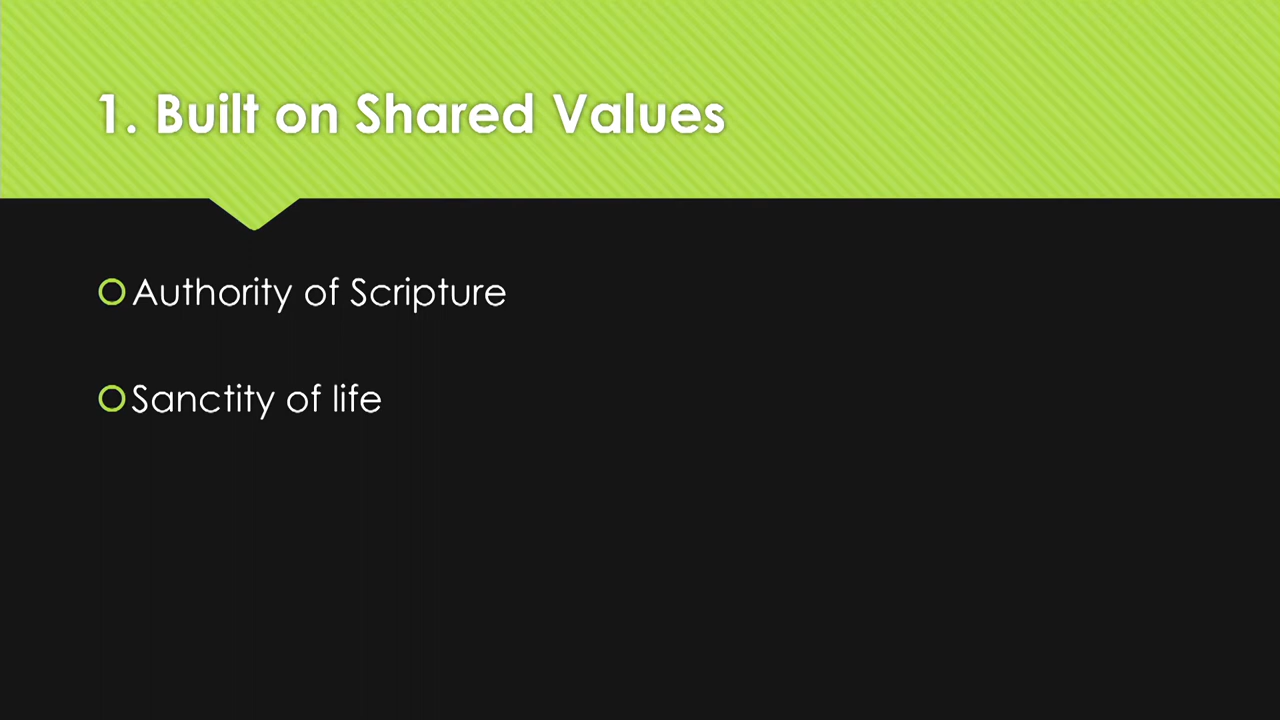 1. Built on Shared Values
Authority of Scripture
Sanctity of life